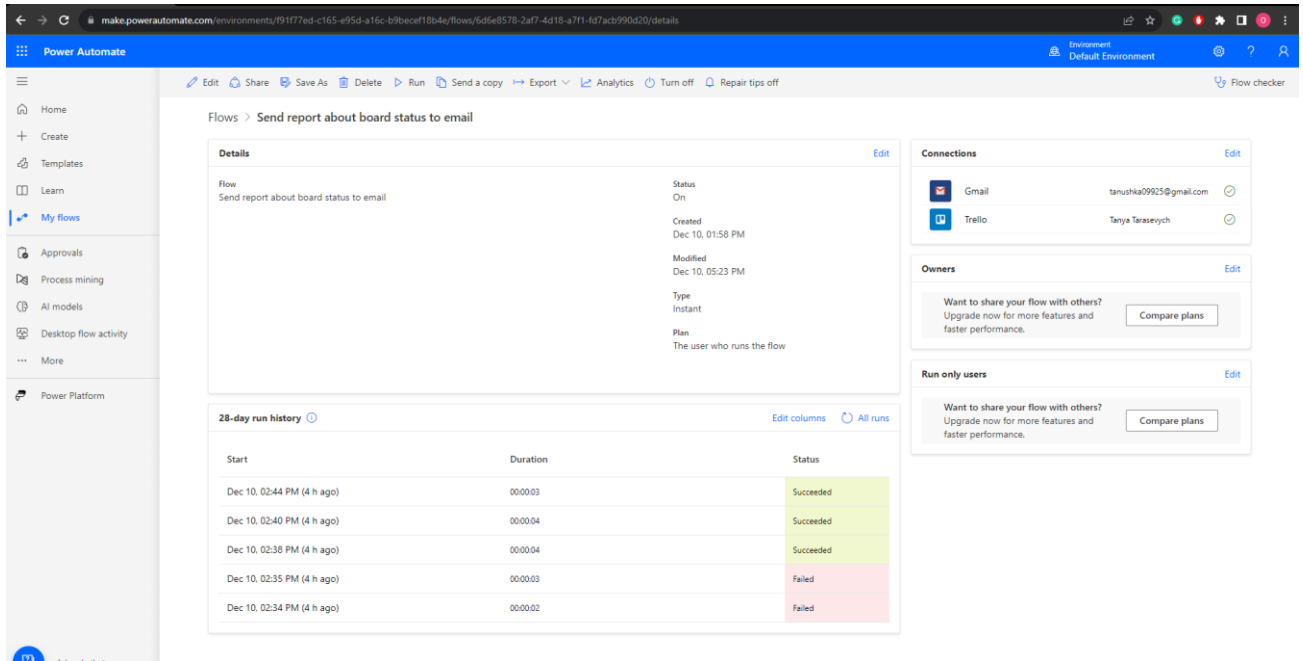 make.powerautomate.com/environments/f91f77ed-c165-e95d-a16c-b9becef18b4e/flows/6d6e8578-2af7-4d18-a7f1-fd7acb990d20/details
Power Automate
Environment
Default Environment
Edit Share Save As Delete Run Send a copy Export Analytics Turn off Repair tips off Flow checker
Home
Create
Templates
Learn
My flows
Approvals
Process mining
AI models
Desktop flow activity
More
Power Platform
Flows > Send report about board status to email
Details Edit
Flow
Send report about board status to email
Status
On
Created
Dec 10, 01:58 PM
Modified
Dec 10, 05:23 PM
Type
Instant
Plan
The user who runs the flow
28-day run history Edit columns All runs
Start Duration Status
Dec 10, 02:44 PM (4 h ago) 00:00:03 Succeeded
Dec 10, 02:40 PM (4 h ago) 00:00:04 Succeeded
Dec 10, 02:38 PM (4 h ago) 00:00:04 Succeeded
Dec 10, 02:35 PM (4 h ago) 00:00:03 Failed
Dec 10, 02:34 PM (4 h ago) 00:00:02 Failed
Connections Edit
Gmail tanushka09925@gmail.com
Trello Tanya Tarasevych
Owners Edit
Want to share your flow with others?
Upgrade now for more features and
faster performance.
Compare plans
Run only users Edit
Want to share your flow with others?
Upgrade now for more features and
faster performance.
Compare plans